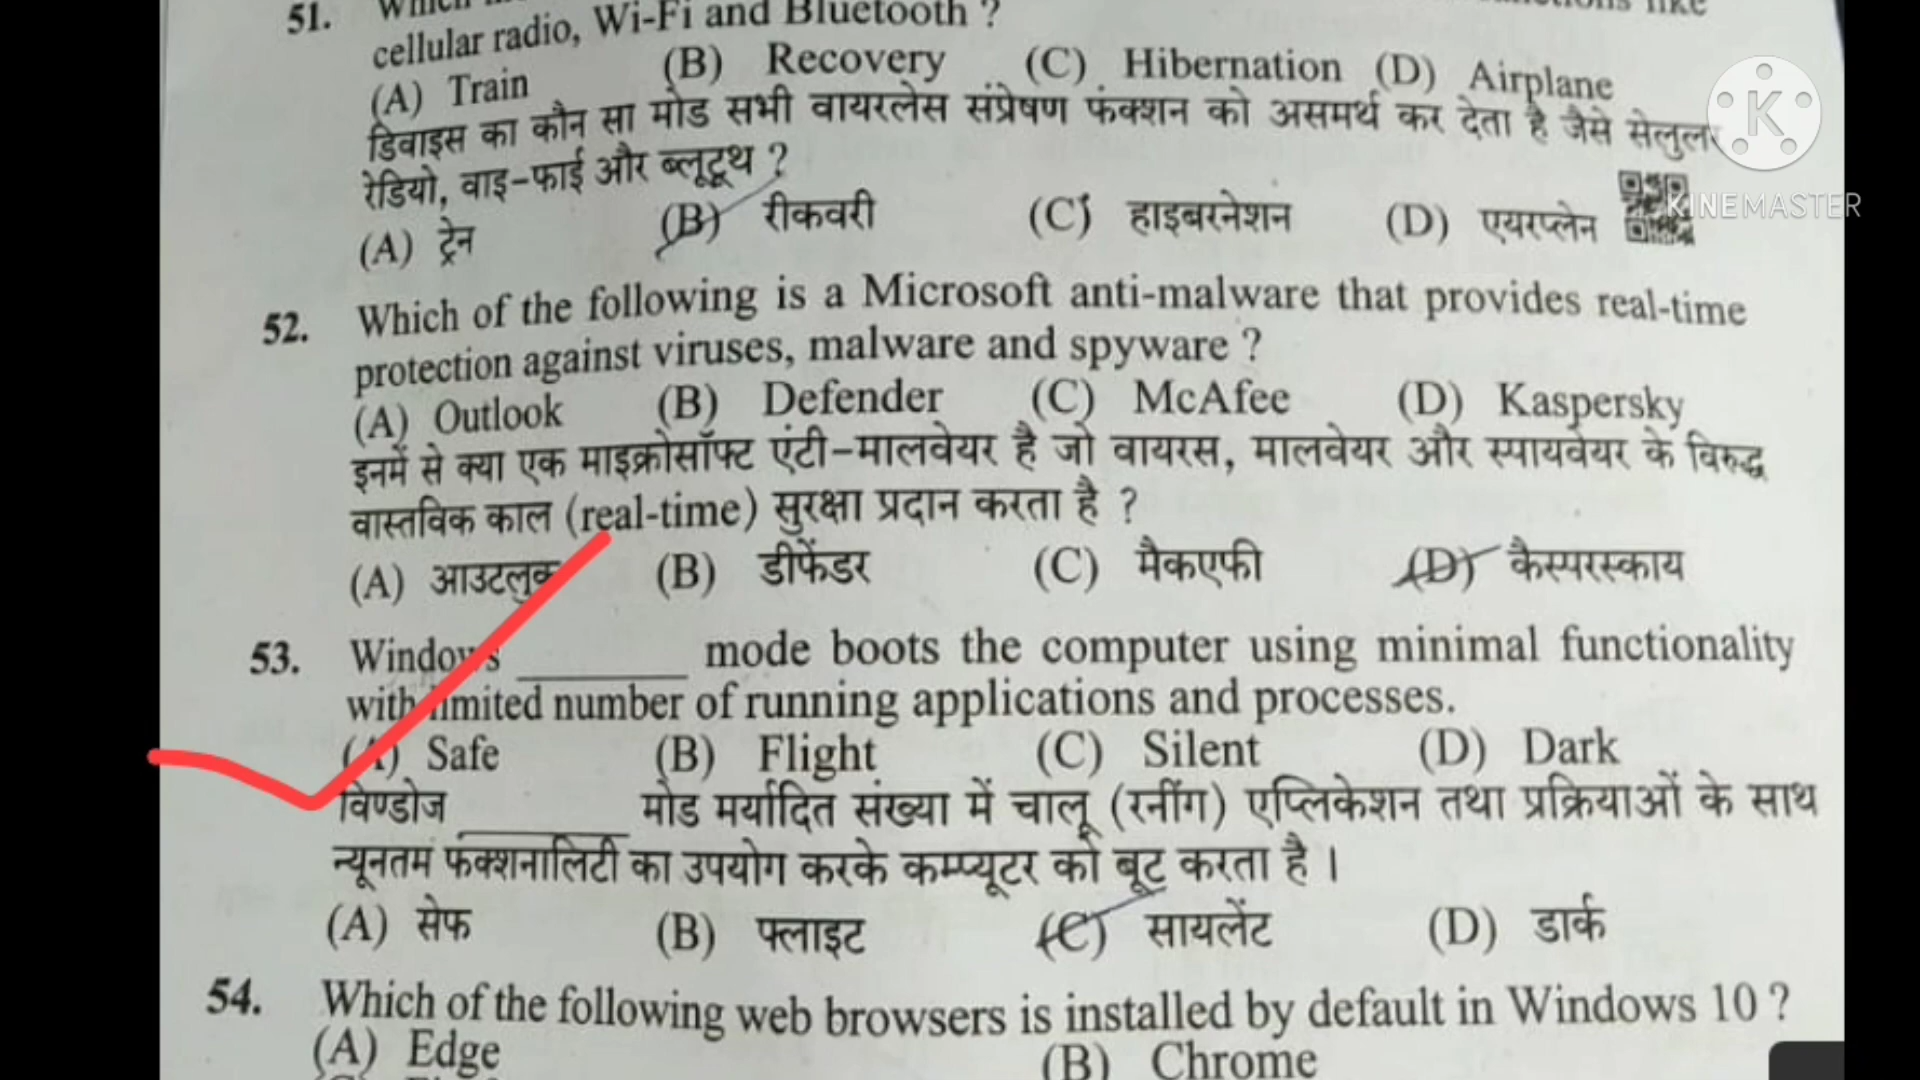 51.
cellular radio, Wi-Fi and Bluetooth ?
(A) Train (B) Recovery (C) Hibernation (D) Airplane
डिवाइस का कौन सा मोड सभी वायरलेस संप्रेषण फंक्शन को असमर्थ कर देता है जैसे सेलुलर
रेडियो, वाइ-फाई और ब्लूटूथ ?
(A) ट्रेन (B) रीकवरी (C) हाइबरनेशन (D) एयरप्लेन
K
KINEMASTER
52. Which of the following is a Microsoft anti-malware that provides real-time
protection against viruses, malware and spyware ?
(A) Outlook (B) Defender (C) McAfee (D) Kaspersky
इनमें से क्या एक माइक्रोसॉफ्ट एंटी-मालवेयर है जो वायरस, मालवेयर और स्पायवेयर के विरुद्ध
वास्तविक काल (real-time) सुरक्षा प्रदान करता है ?
(A) आउटलुक (B) डीफेंडर (C) मैकएफी (D) कैस्परस्काय
53. Windows ________ mode boots the computer using minimal functionality
with limited number of running applications and processes.
(A) Safe (B) Flight (C) Silent (D) Dark
विण्डोज ________ मोड मर्यादित संख्या में चालू (रनींग) एप्लिकेशन तथा प्रक्रियाओं के साथ
न्यूनतम फंक्शनालिटी का उपयोग करके कम्प्यूटर को बूट करता है ।
(A) सेफ (B) फ्लाइट (C) सायलेंट (D) डार्क
54. Which of the following web browsers is installed by default in Windows 10 ?
(A) Edge (B) Chrome